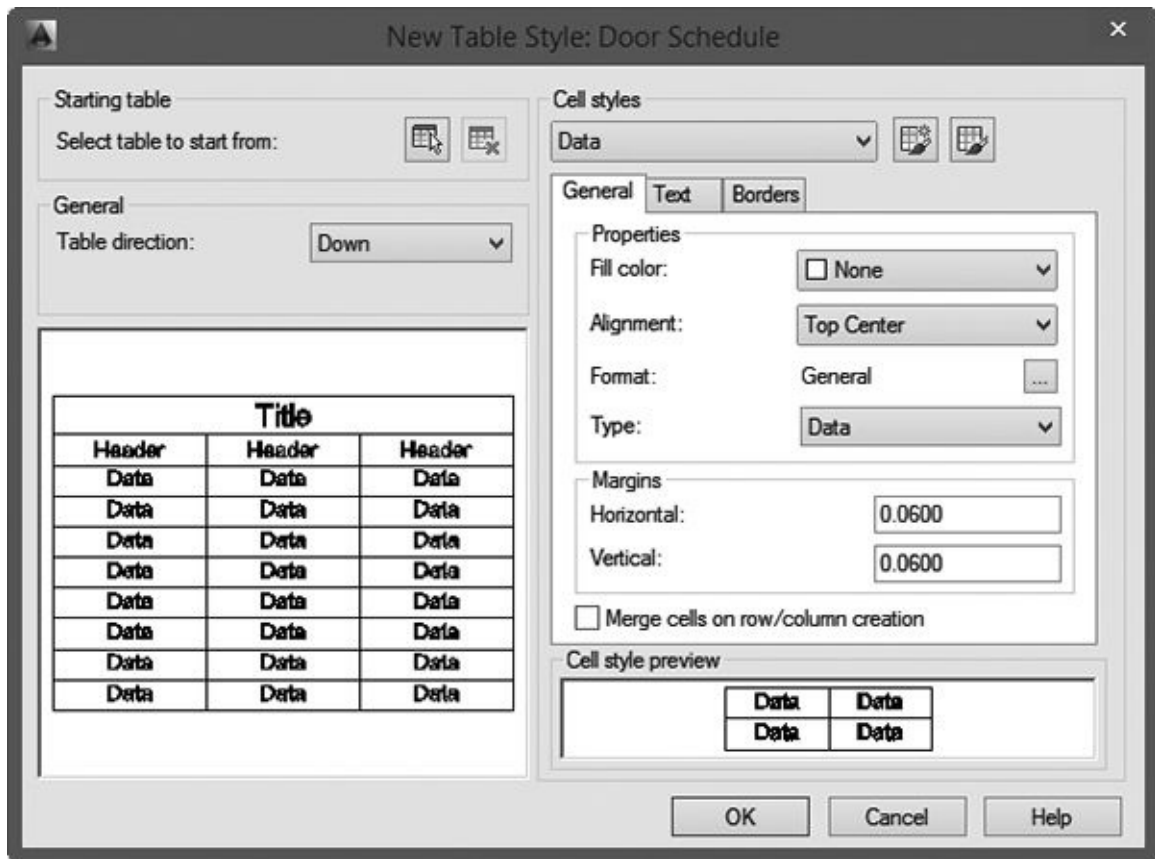 New Table Style: Door Schedule
Starting table
Select table to start from:
General
Table direction: Down
Title
Header Header Header
Data Data Data
Data Data Data
Data Data Data
Data Data Data
Data Data Data
Data Data Data
Data Data Data
Data Data Data
Cell styles
Data
General Text Borders
Properties
Fill color: None
Alignment: Top Center
Format: General ...
Type: Data
Margins
Horizontal: 0.0600
Vertical: 0.0600
Merge cells on row/column creation
Cell style preview
Data Data
Data Data
OK Cancel Help